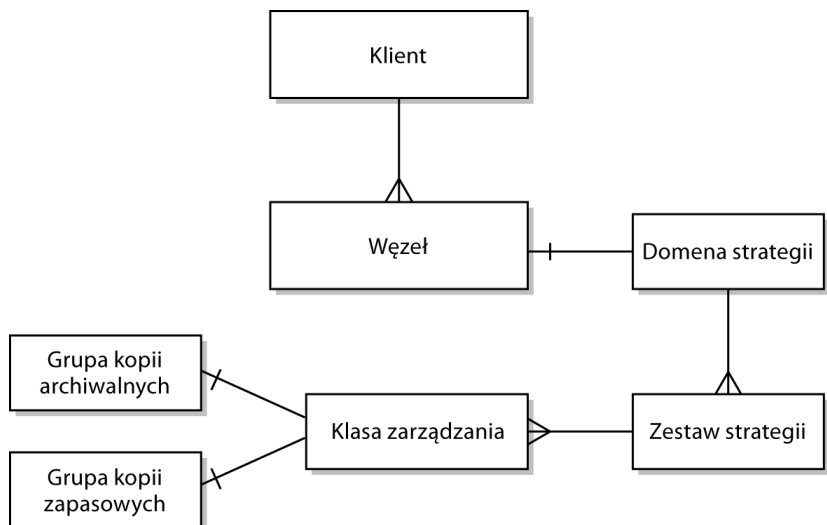 Klient
Węzeł
Domena strategii
Grupa kopii
archiwalnych
Klasa zarządzania
Zestaw strategii
Grupa kopii
zapasowych